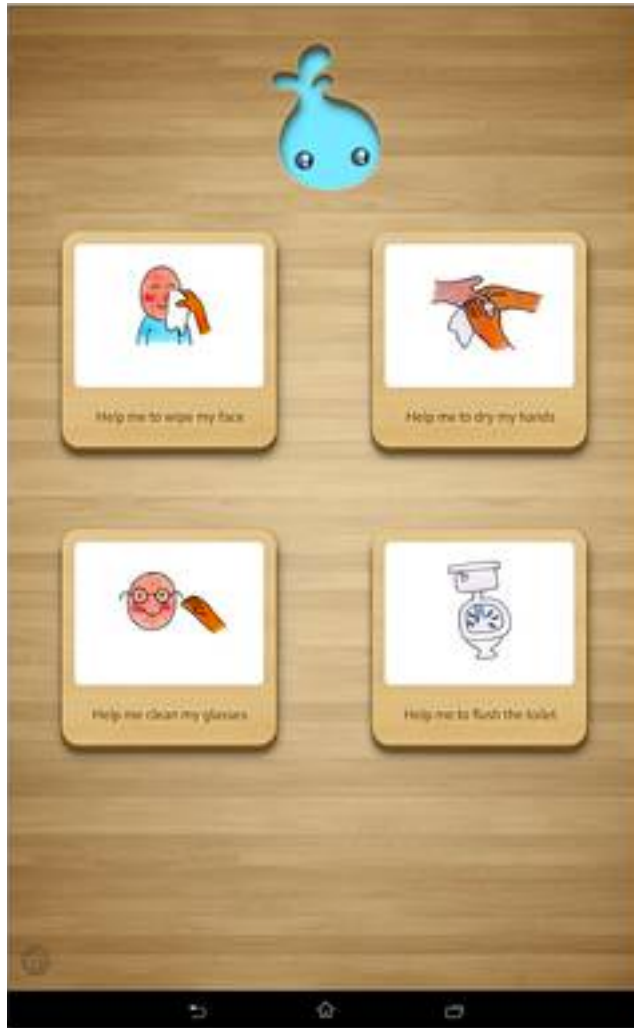 Help me to wipe my face
Help me to dry my hands
Help me clean my glasses
Help me to flush the toilet